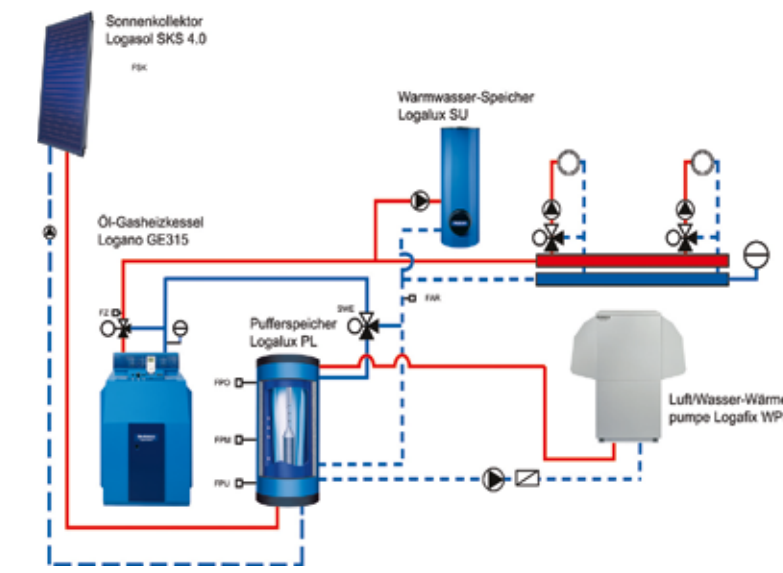 Sonnenkollektor
Logasol SKS 4.0
FSK
Warmwasser-Speicher
Logalux SU
Öl-Gasheizkessel
Logano GE315
FZ
SWE
FAR
Pufferspeicher
Logalux PL
FPO
FPM
FPU
Luft/Wasser-Wärme
pumpe Logafix WP